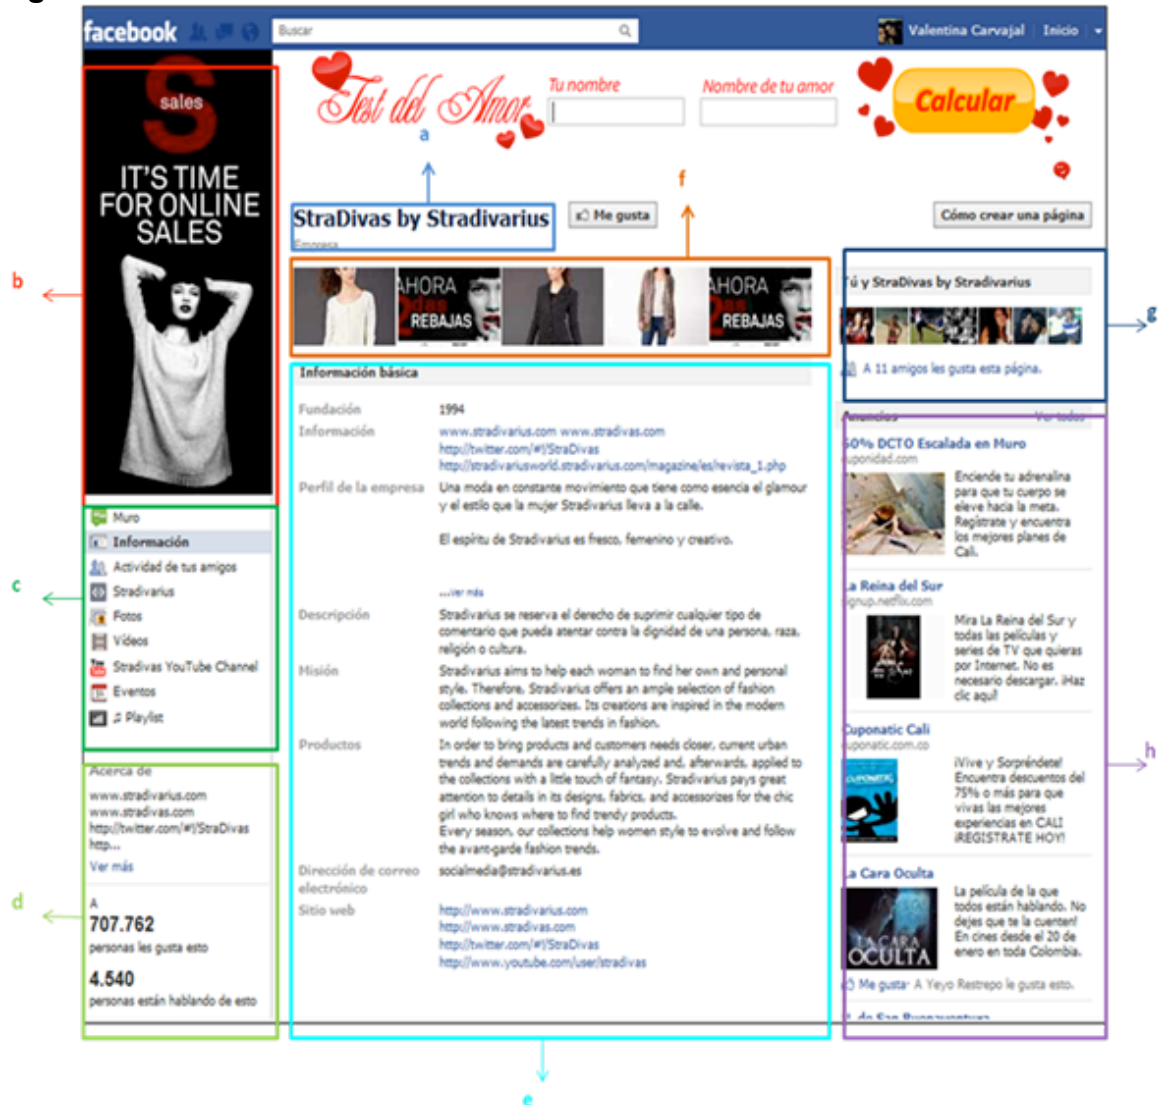 facebook
Buscar
Valentina Carvajal
Inicio
sales
IT'S TIME
FOR ONLINE
SALES
Test del Amor
Tu nombre
Nombre de tu amor
Calcular
a
f
StraDivas by Stradivarius
Empresa
Me gusta
Cómo crear una página
b
AHORA
2das
REBAJAS
AHORA
2das
REBAJAS
Tú y StraDivas by Stradivarius
A 11 amigos les gusta esta página.
g
Muro
Información
Actividad de tus amigos
Stradivarius
Fotos
Vídeos
Stradivas YouTube Channel
Eventos
Playlist
c
Acerca de
www.stradivarius.com
www.stradivas.com
http://twitter.com/#!/StraDivas
http...
Ver más
A
707.762
personas les gusta esto
4.540
personas están hablando de esto
d
Información básica
Fundación 1994
Información www.stradivarius.com www.stradivas.com
http://twitter.com/#!/StraDivas
http://stradivariusworld.stradivarius.com/magazine/es/revista_1.php
Perfil de la empresa Una moda en constante movimiento que tiene como esencia el glamour
y el estilo que la mujer Stradivarius lleva a la calle.
El espíritu de Stradivarius es fresco, femenino y creativo.
...ver más
Descripción Stradivarius se reserva el derecho de suprimir cualquier tipo de
comentario que pueda atentar contra la dignidad de una persona, raza,
religión o cultura.
Misión Stradivarius aims to help each woman to find her own and personal
style. Therefore, Stradivarius offers an ample selection of fashion
collections and accessorizes. Its creations are inspired in the modern
world following the latest trends in fashion.
Productos In order to bring products and customers needs closer, current urban
trends and demands are carefully analyzed and, afterwards, applied to
the collections with a little touch of fantasy. Stradivarius pays great
attention to details in its designs, fabrics, and accessorizes for the chic
girl who knows where to find trendy products.
Every season, our collections help women style to evolve and follow
the avant-garde fashion trends.
Dirección de correo socialmedia@stradivarius.es
electrónico
Sitio web http://www.stradivarius.com
http://www.stradivas.com
http://twitter.com/#!/StraDivas
http://www.youtube.com/user/stradivas
e
Anuncios Ver todos
50% DCTO Escalada en Muro
cuponidad.com
Enciende tu adrenalina
para que tu cuerpo se
eleve hacia la meta.
Regístrate y encuentra
los mejores planes de
Cali.
La Reina del Sur
signup.netflix.com
Mira La Reina del Sur y
todas las películas y
series de TV que quieras
por Internet. No es
necesario descargar. ¡Haz
clic aquí!
Cuponatic Cali
cuponatic.com.co
CUPONATIC
¡Vive y Sorpréndete!
Encuentra descuentos del
75% o más para que
vivas las mejores
experiencias en CALI
¡REGISTRATE HOY!
h
La Cara Oculta
LA CARA
OCULTA
La película de la que
todos están hablando. No
dejes que te la cuenten!
En cines desde el 20 de
enero en toda Colombia.
Me gusta · A Yeyo Restrepo le gusta esto.
de San Buenaventura